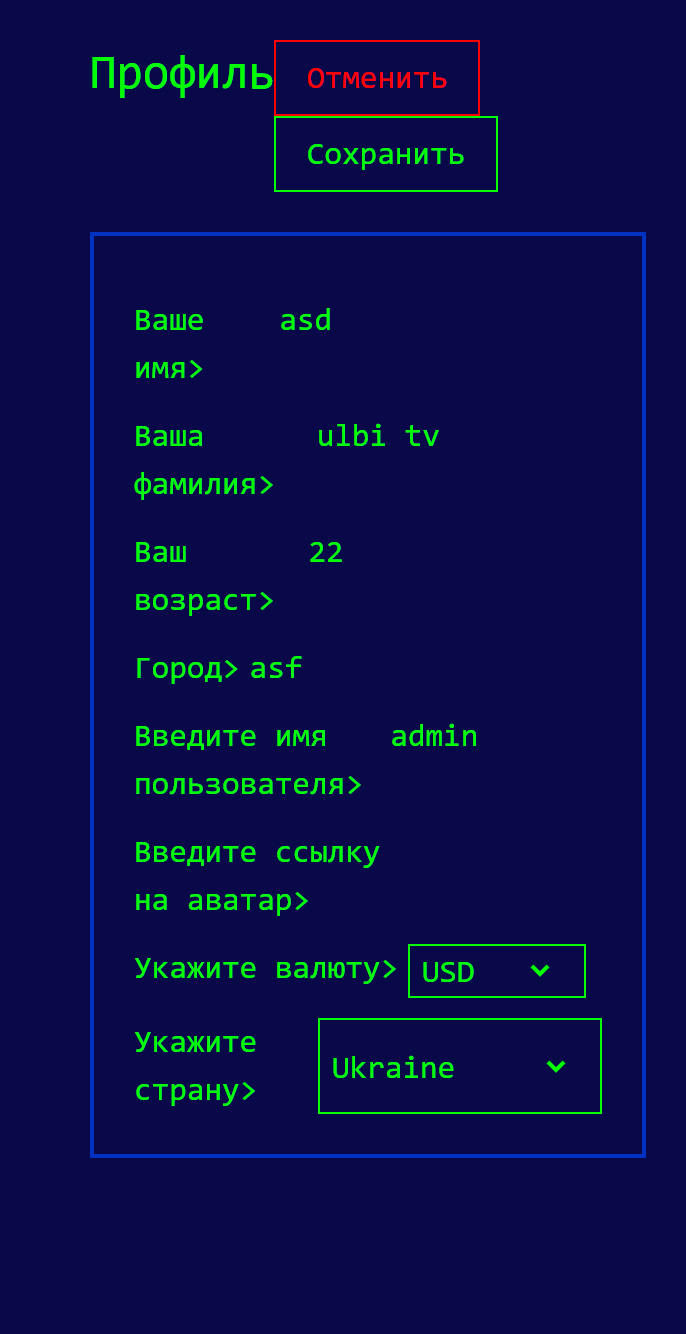 Профиль Отменить
Сохранить
Ваше asd
имя>
Ваша ulbi tv
фамилия>
Ваш 22
возраст>
Город> asf
Введите имя admin
пользователя>
Введите ссылку
на аватар>
Укажите валюту> USD
Укажите
страну> Ukraine